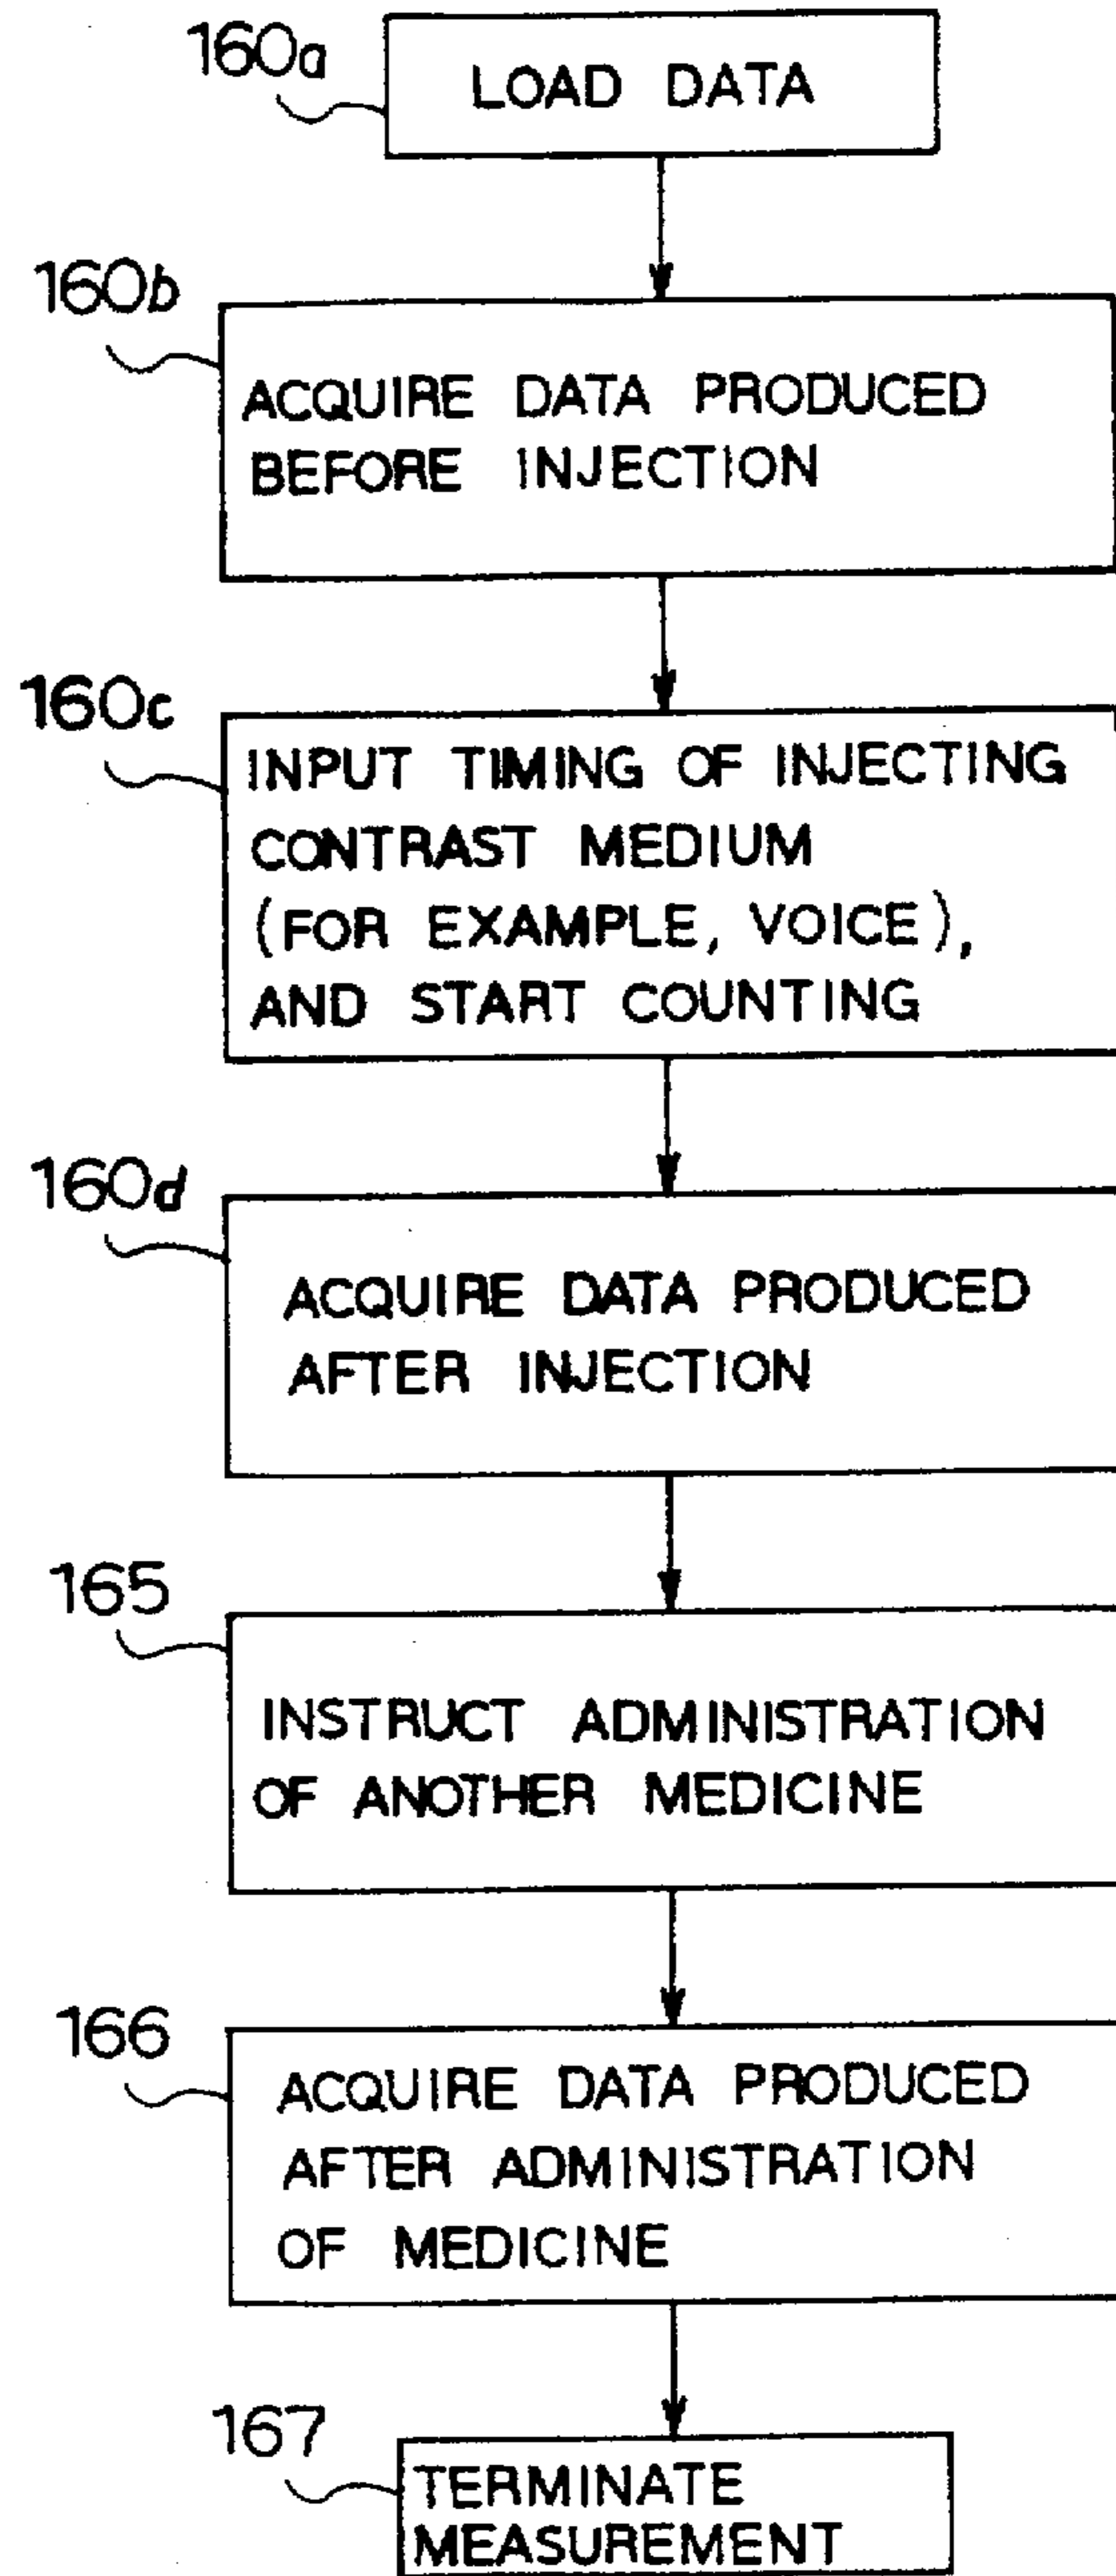 160a
LOAD DATA
160b
ACQUIRE DATA PRODUCED
BEFORE INJECTION
160c
INPUT TIMING OF INJECTING
CONTRAST MEDIUM
(FOR EXAMPLE, VOICE),
AND START COUNTING
160d
ACQUIRE DATA PRODUCED
AFTER INJECTION
165
INSTRUCT ADMINISTRATION
OF ANOTHER MEDICINE
166
ACQUIRE DATA PRODUCED
AFTER ADMINISTRATION
OF MEDICINE
167
TERMINATE
MEASUREMENT